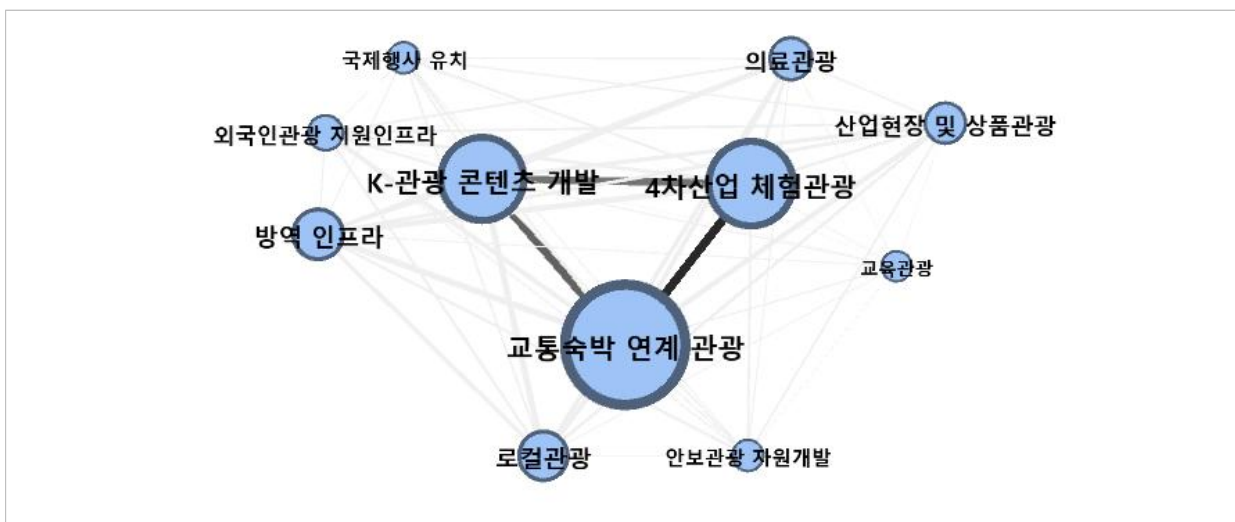 국제행사 유치
의료관광
외국인관광 지원인프라
산업현장 및 상품관광
K-관광 콘텐츠 개발
4차산업 체험관광
방역 인프라
교육관광
교통숙박 연계 관광
로컬관광
안보관광 자원개발